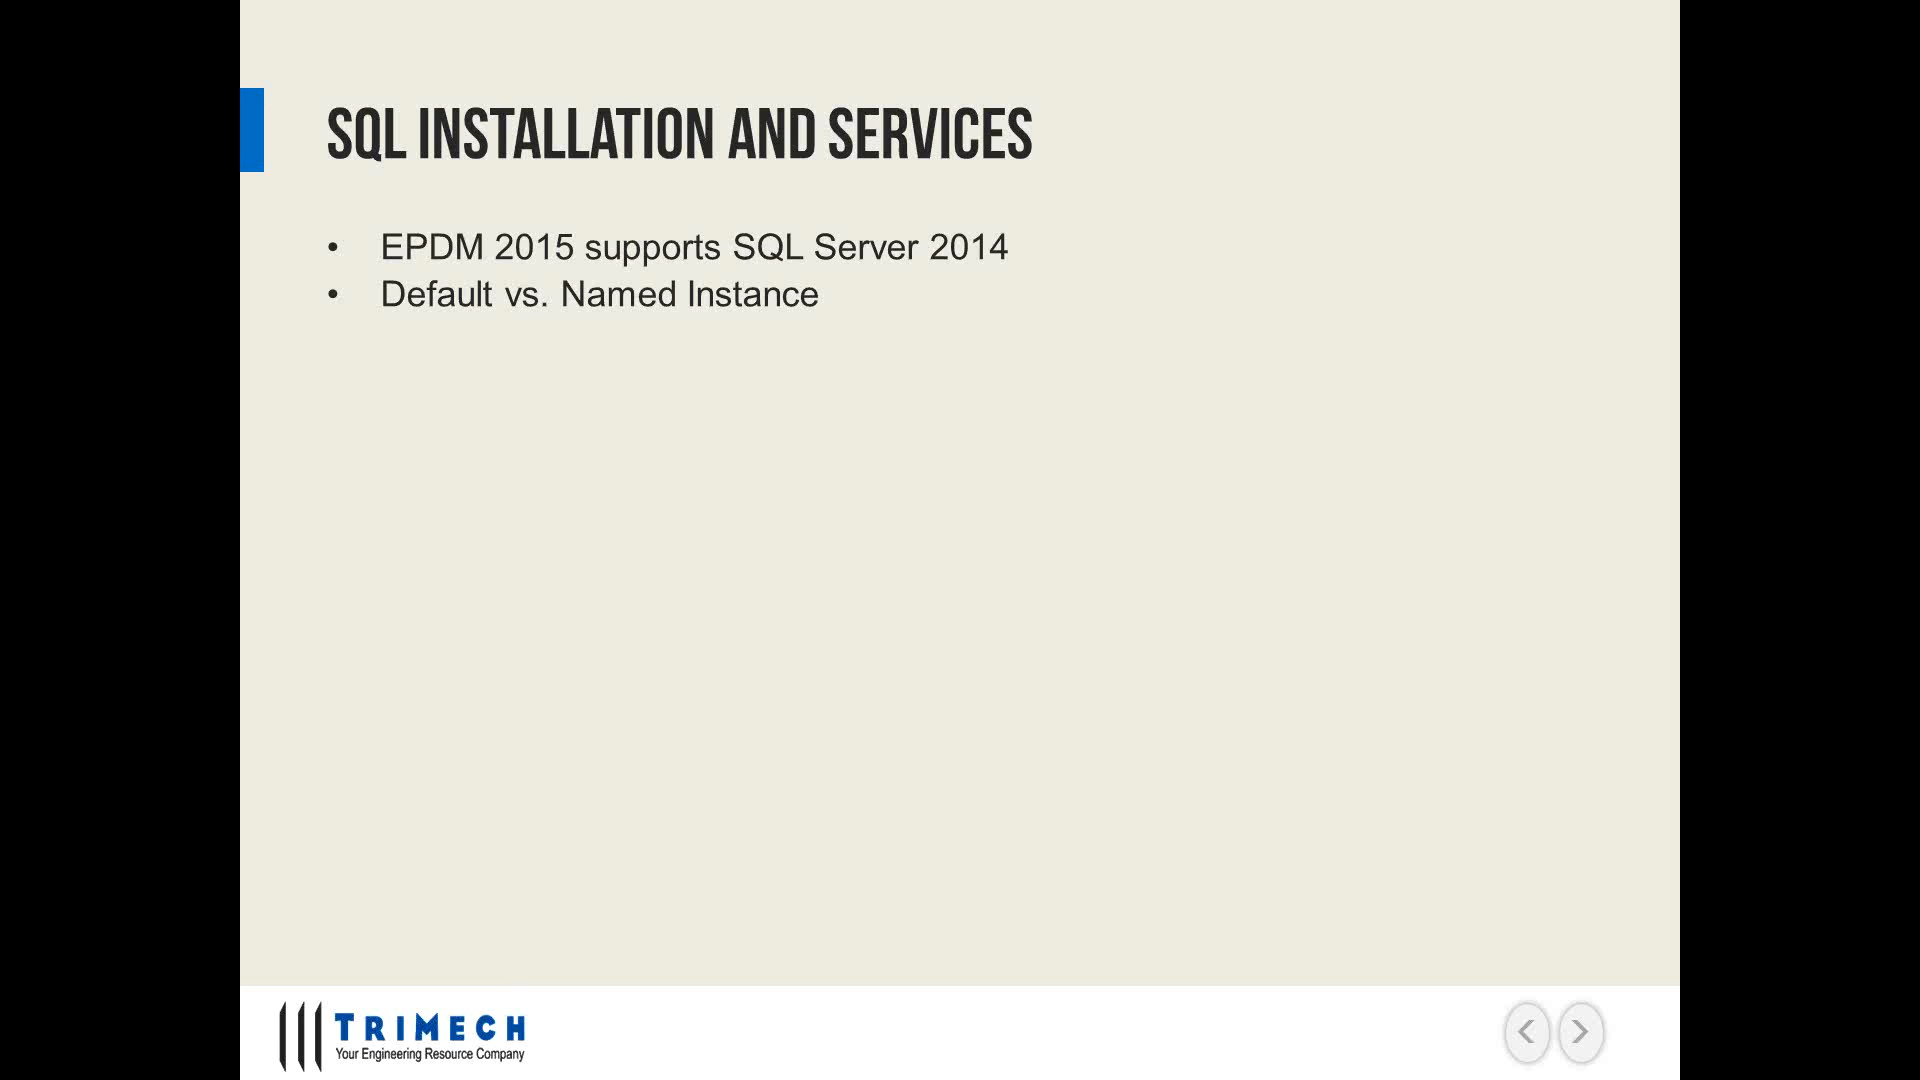 SQL INSTALLATION AND SERVICES
• EPDM 2015 supports SQL Server 2014
• Default vs. Named Instance
TRIMECH
Your Engineering Resource Company